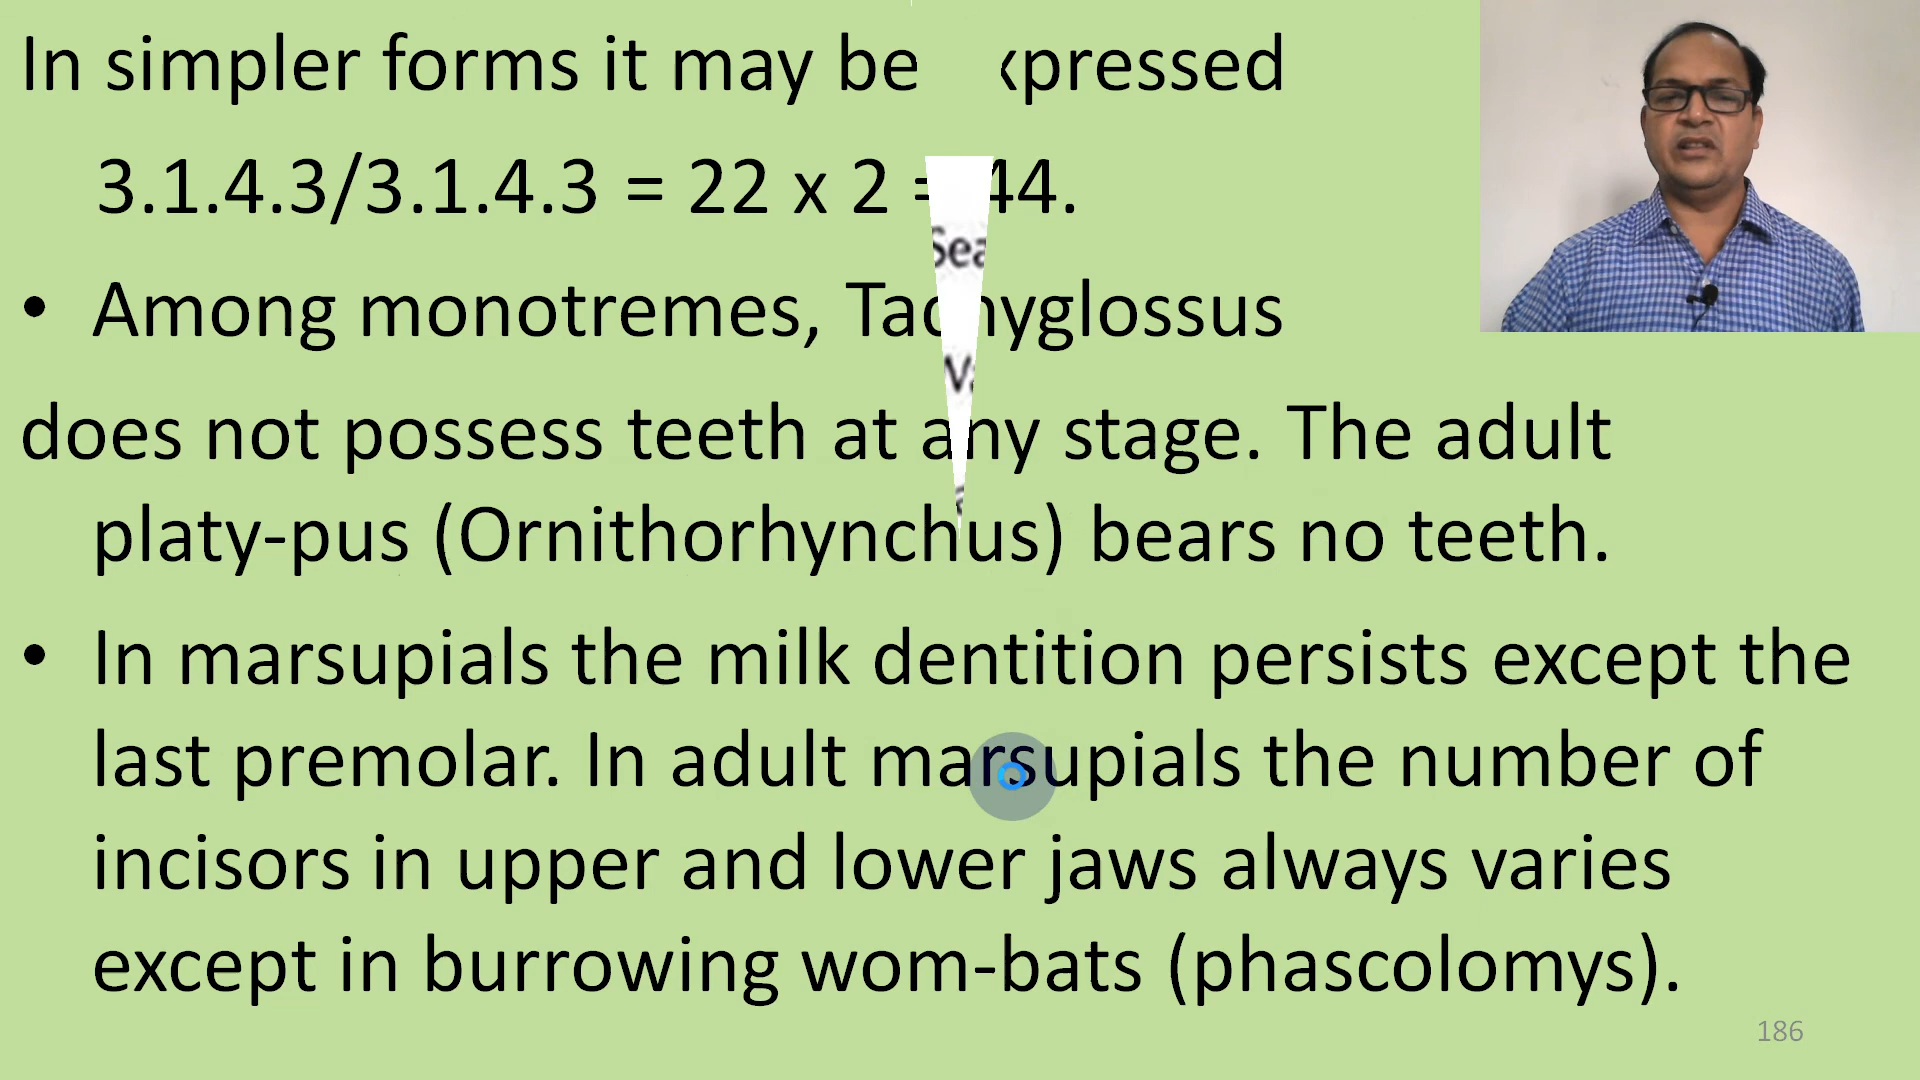 In simpler forms it may be xpressed
3.1.4.3/3.1.4.3 = 22 x 2 = 44.
• Among monotremes, Tachyglossus
does not possess teeth at any stage. The adult
platy-pus (Ornithorhynchus) bears no teeth.
• In marsupials the milk dentition persists except the
last premolar. In adult marsupials the number of
incisors in upper and lower jaws always varies
except in burrowing wom-bats (phascolomys).
186